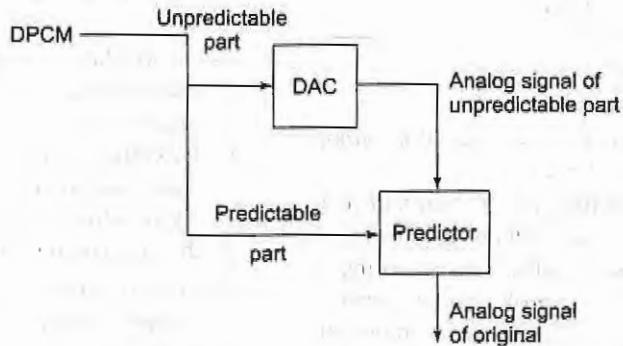 Unpredictable
part
DPCM
DAC
Analog signal of
unpredictable part
Predictable
part
Predictor
Analog signal
of original